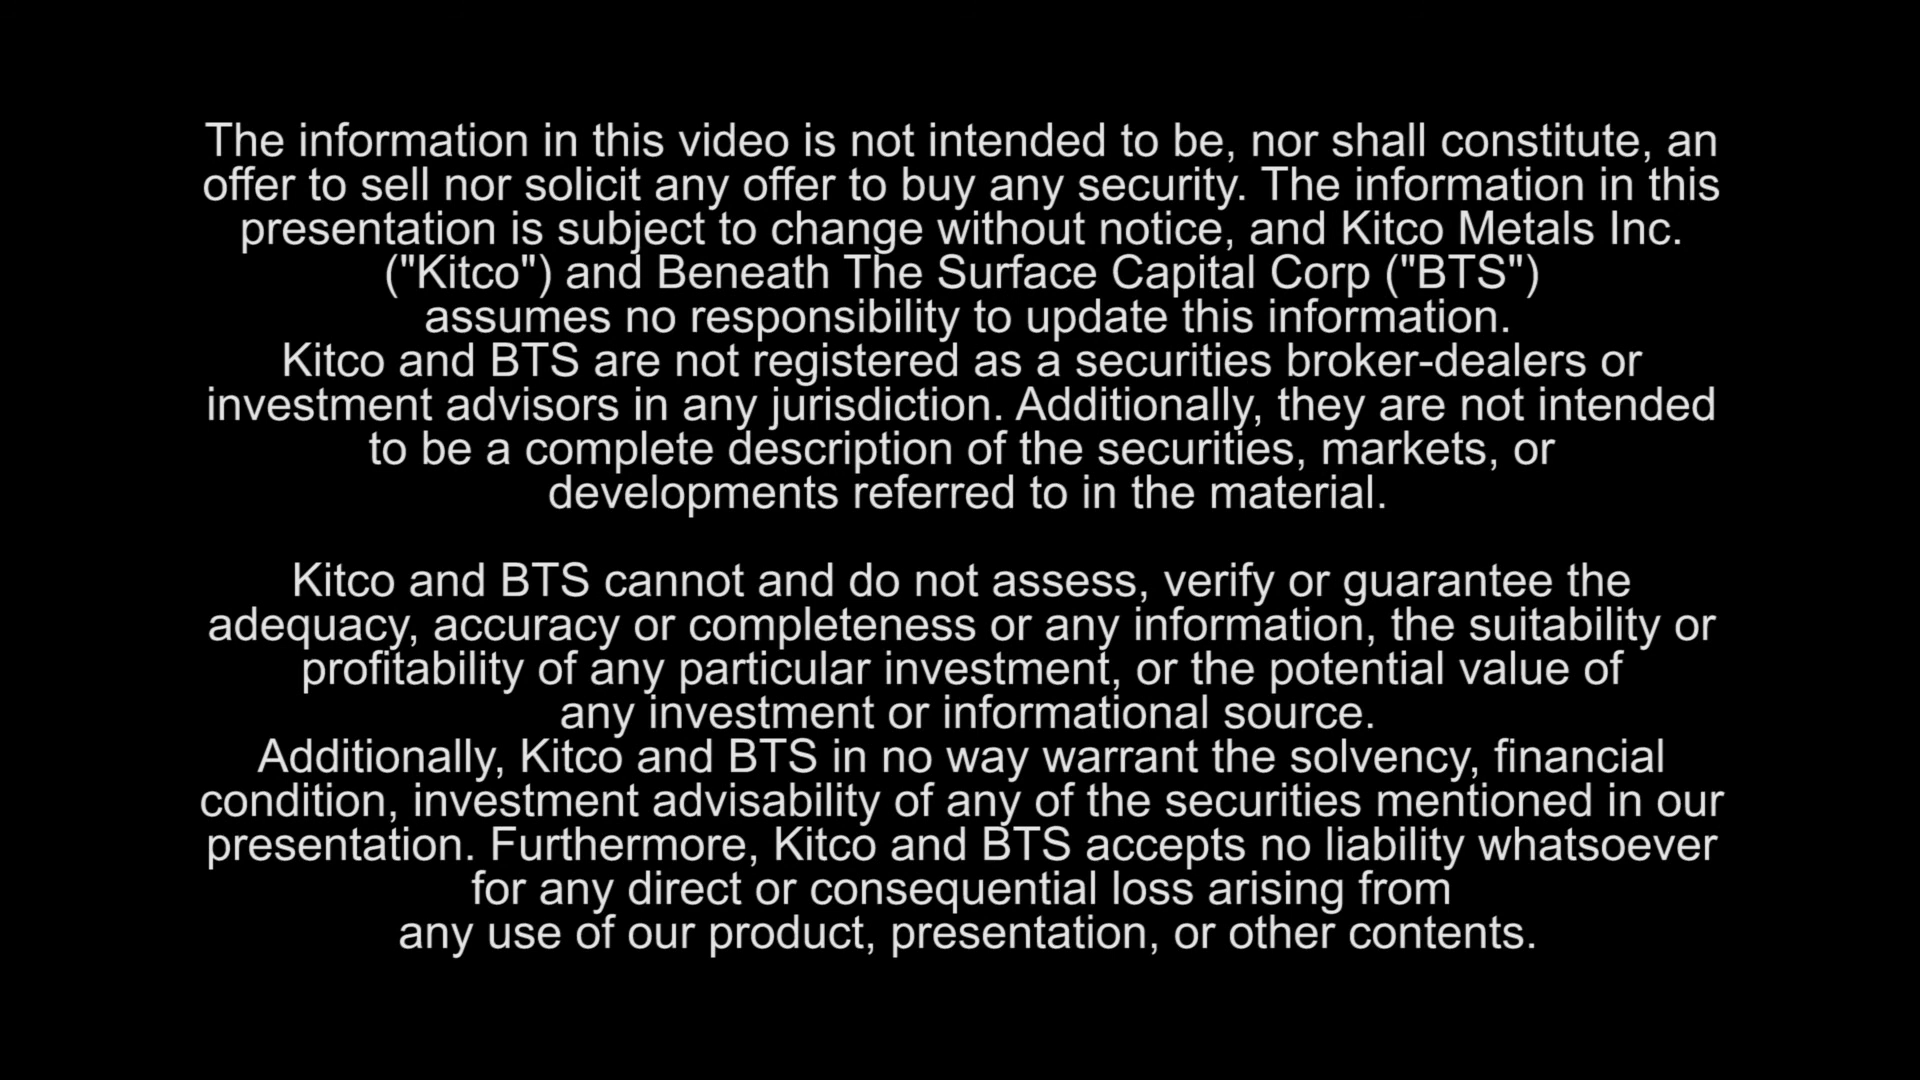 The information in this video is not intended to be, nor shall constitute, an
offer to sell nor solicit any offer to buy any security. The information in this
presentation is subject to change without notice, and Kitco Metals Inc.
("Kitco") and Beneath The Surface Capital Corp ("BTS")
assumes no responsibility to update this information.
Kitco and BTS are not registered as a securities broker-dealers or
investment advisors in any jurisdiction. Additionally, they are not intended
to be a complete description of the securities, markets, or
developments referred to in the material.
Kitco and BTS cannot and do not assess, verify or guarantee the
adequacy, accuracy or completeness or any information, the suitability or
profitability of any particular investment, or the potential value of
any investment or informational source.
Additionally, Kitco and BTS in no way warrant the solvency, financial
condition, investment advisability of any of the securities mentioned in our
presentation. Furthermore, Kitco and BTS accepts no liability whatsoever
for any direct or consequential loss arising from
any use of our product, presentation, or other contents.